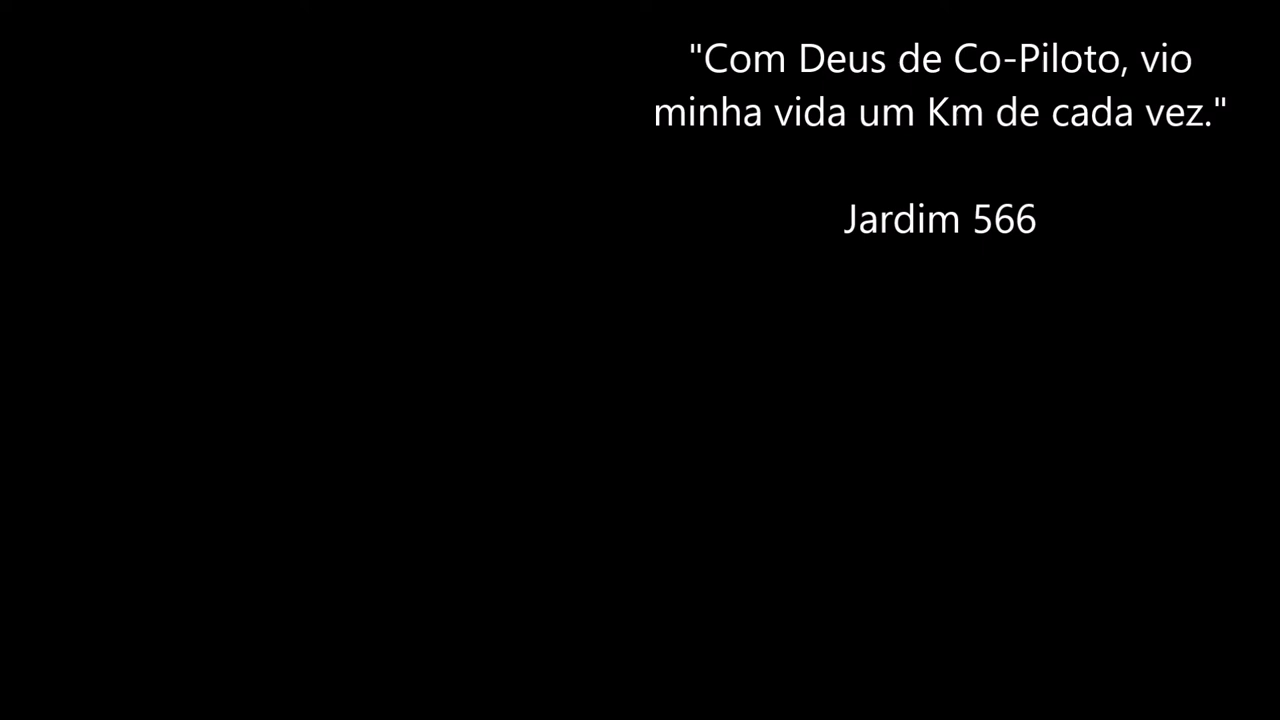 "Com Deus de Co-Piloto, vio
minha vida um Km de cada vez."
Jardim 566